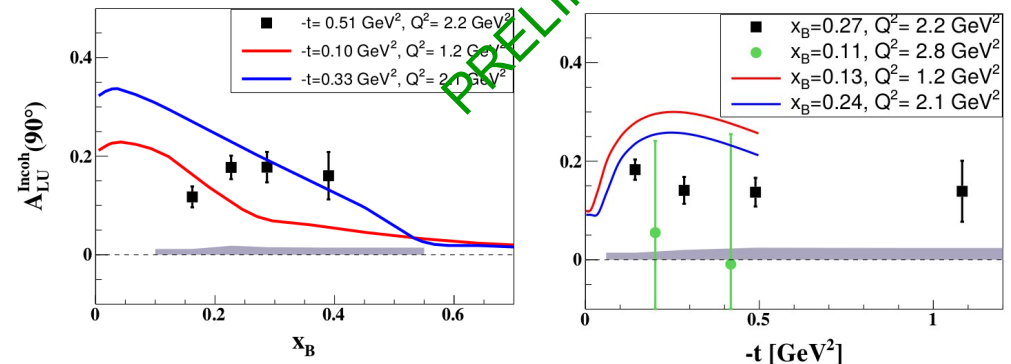 -t= 0.51 GeV², Q²= 2.2 GeV²
-t=0.10 GeV², Q²= 1.2 GeV²
-t=0.33 GeV², Q²= 2.1 GeV²
PRELIM
A_LU^Incoh(90°)
0.4
0.2
0
0
0.2
0.4
0.6
x_B
x_B=0.27, Q²= 2.2 GeV²
x_B=0.11, Q²= 2.8 GeV²
x_B=0.13, Q²= 1.2 GeV²
x_B=0.24, Q²= 2.1 GeV²
0.4
0.2
0
0
0.5
1
-t [GeV²]